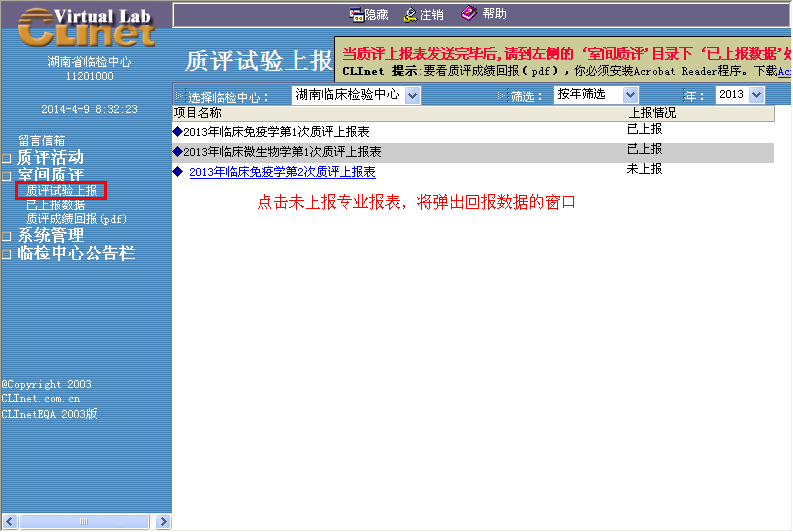 Virtual Lab
CLInet
隐藏 注销 帮助
湖南省临检中心
11201000
2014-4-9 8:32:23
留言信箱
质评活动
室间质评
质评试验上报
已上报数据
质评成绩回报(pdf)
系统管理
临检中心公告栏
@Copyright 2003
CLInet.com.cn
CLInetEQA 2003版
质评试验上报
当质评上报表发送完毕后,请到左侧的‘室间质评’目录下‘已上报数据’
CLInet 提示:要看质评成绩回报(pdf),你必须安装Acrobat Reader程序。下载
选择临检中心: 湖南临床检验中心 筛选: 按年筛选 年: 2013
项目名称 上报情况
◆2013年临床免疫学第1次质评上报表 已上报
◆2013年临床微生物学第1次质评上报表 已上报
◆ 2013年临床免疫学第2次质评上报表 未上报
点击未上报专业报表，将弹出回报数据的窗口